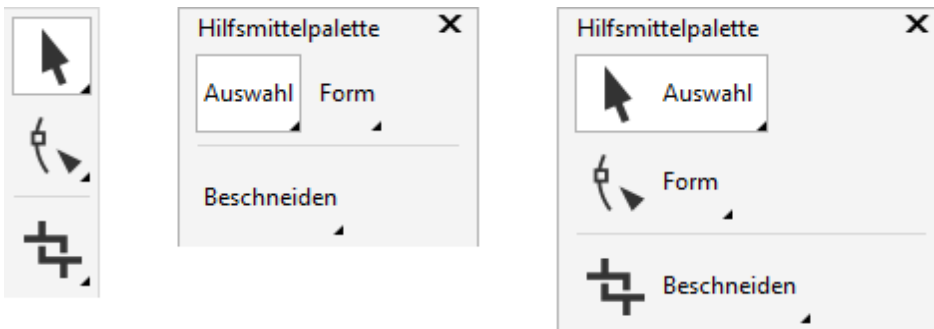 Hilfsmittelpalette
Auswahl Form
Beschneiden
Hilfsmittelpalette
Auswahl
Form
Beschneiden